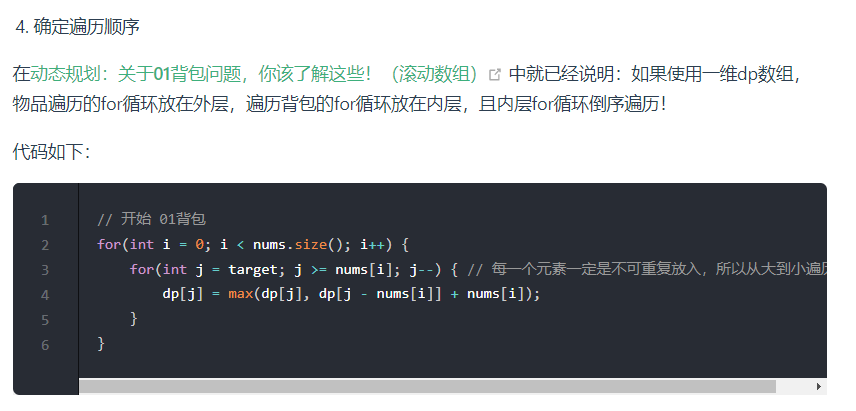 4. 确定遍历顺序
在动态规划：关于01背包问题，你该了解这些！（滚动数组） 中就已经说明：如果使用一维dp数组，
物品遍历的for循环放在外层，遍历背包的for循环放在内层，且内层for循环倒序遍历！
代码如下：
1 // 开始 01背包
2 for(int i = 0; i < nums.size(); i++) {
3 for(int j = target; j >= nums[i]; j--) { // 每一个元素一定是不可重复放入，所以从大到小遍历
4 dp[j] = max(dp[j], dp[j - nums[i]] + nums[i]);
5 }
6 }